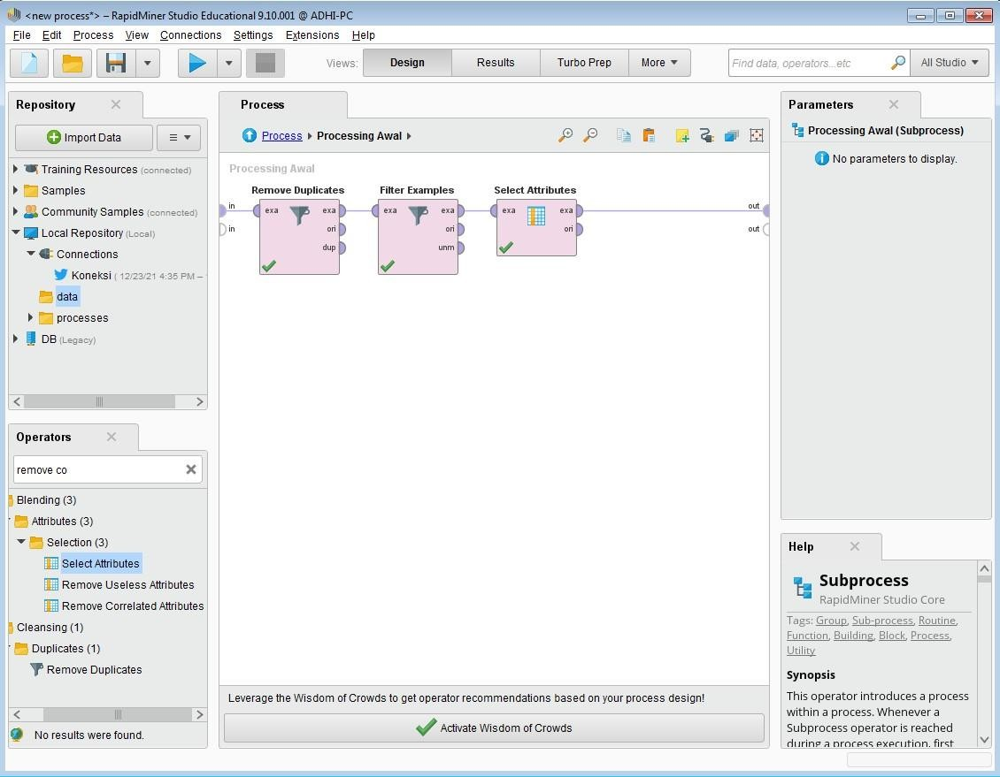 <new process*> – RapidMiner Studio Educational 9.10.001 @ ADHI-PC
File Edit Process View Connections Settings Extensions Help
Views: Design Results Turbo Prep More
Find data, operators...etc
All Studio
Repository
Import Data
Training Resources (connected)
Samples
Community Samples (connected)
Local Repository (Local)
Connections
Koneksi ( 12/23/21 4:35 PM –
data
processes
DB (Legacy)
Operators
remove co
Blending (3)
Attributes (3)
Selection (3)
Select Attributes
Remove Useless Attributes
Remove Correlated Attributes
Cleansing (1)
Duplicates (1)
Remove Duplicates
No results were found.
Process
Process Processing Awal
Processing Awal
Remove Duplicates Filter Examples Select Attributes
in exa exa exa exa exa exa out
in ori ori ori out
dup unm
Leverage the Wisdom of Crowds to get operator recommendations based on your process design!
Activate Wisdom of Crowds
Parameters
Processing Awal (Subprocess)
No parameters to display.
Help
Subprocess
RapidMiner Studio Core
Tags: Group, Sub-process, Routine,
Function, Building, Block, Process,
Utility
Synopsis
This operator introduces a process
within a process. Whenever a
Subprocess operator is reached
during a process execution, first